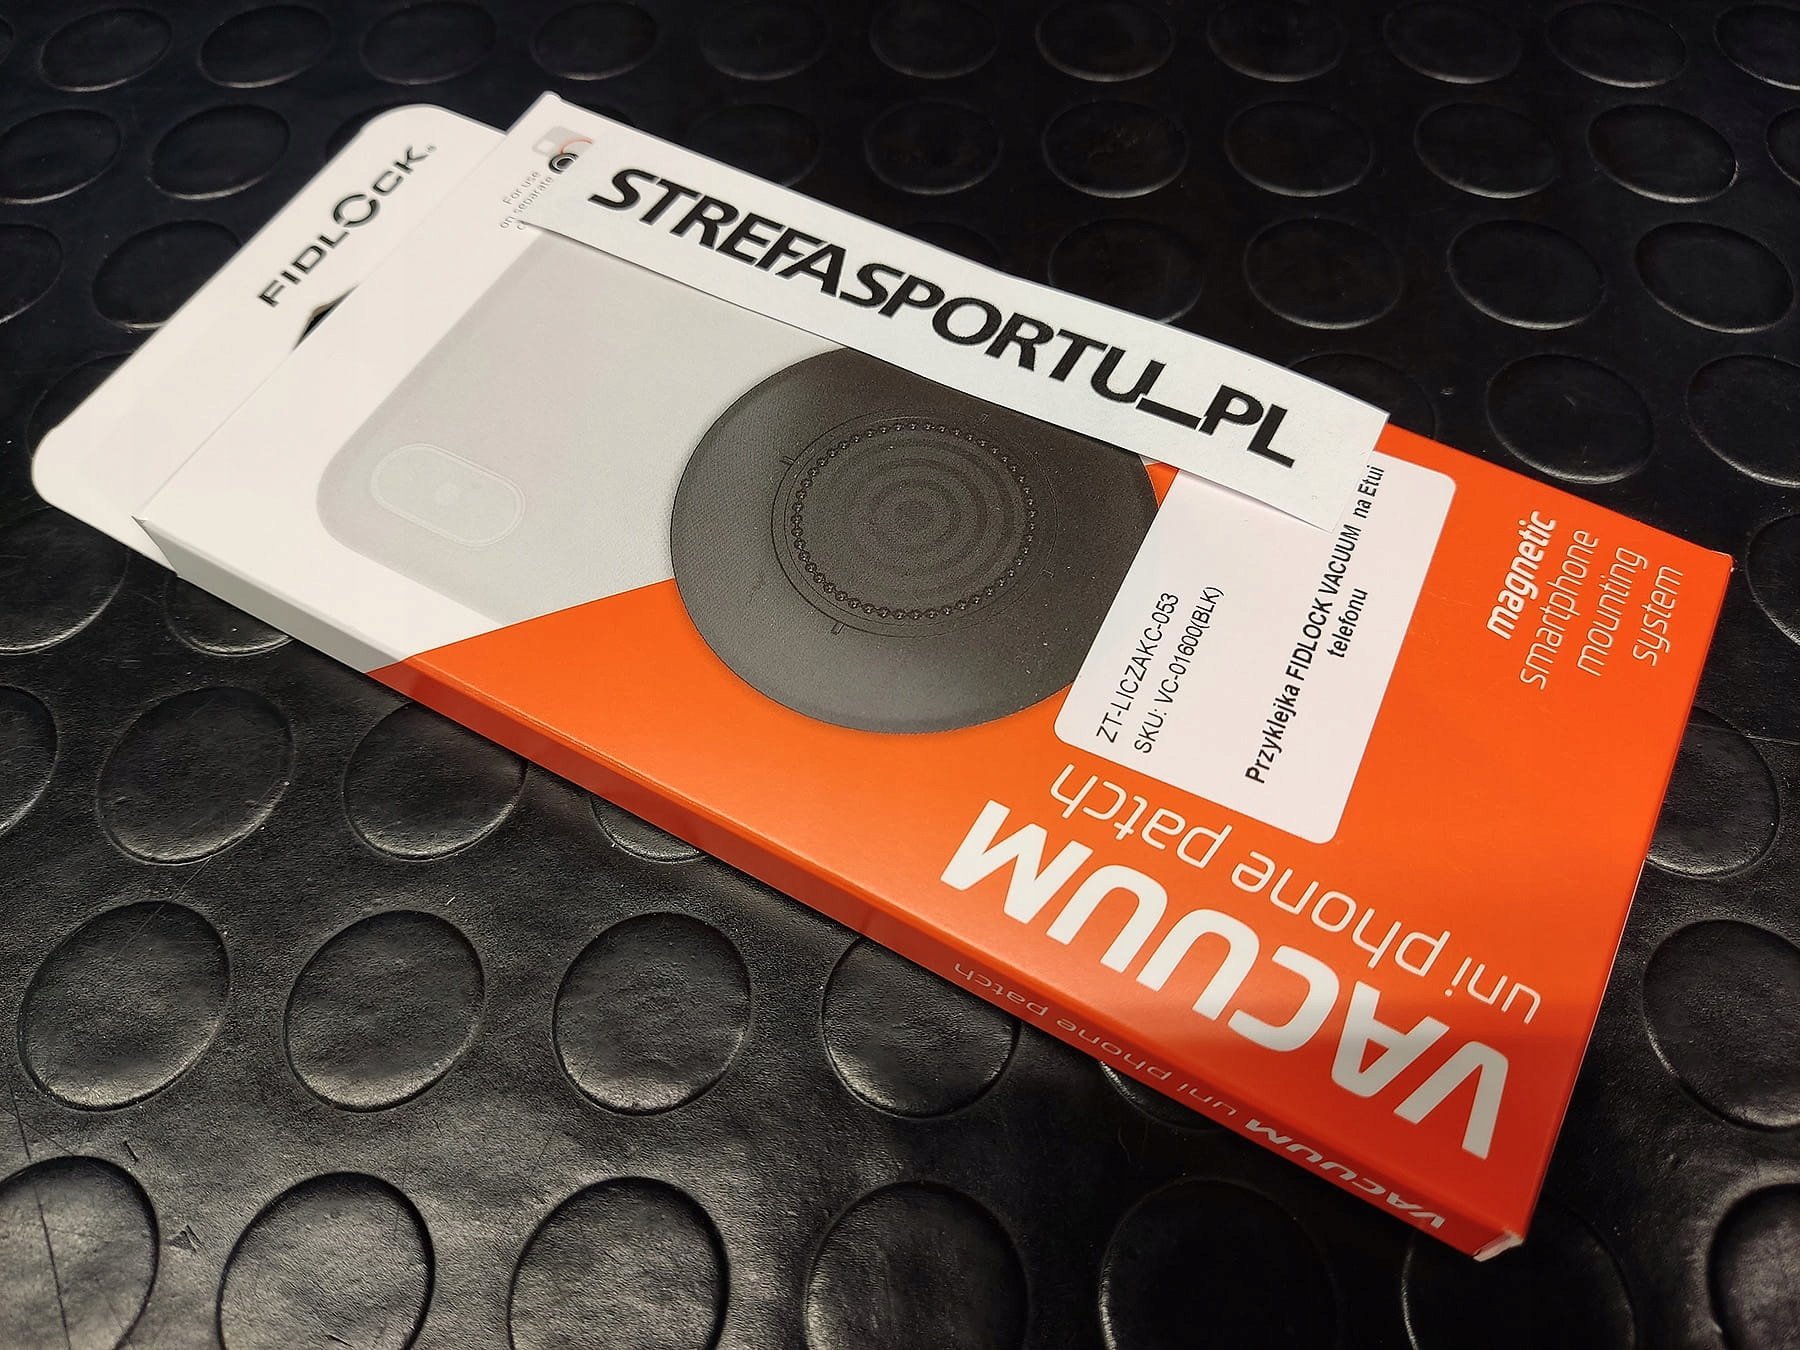 FIDLOCK®
For use
on separate
STREFASPORTU_PL
ZT-LICZAKC-053
SKU: VC-01600(BLK)
Przyklejka FIDLOCK VACUUM na Etui
telefonu
magnetic
smartphone
mounting
system
VACUUM
uni phone patch
VACUUM uni phone patch